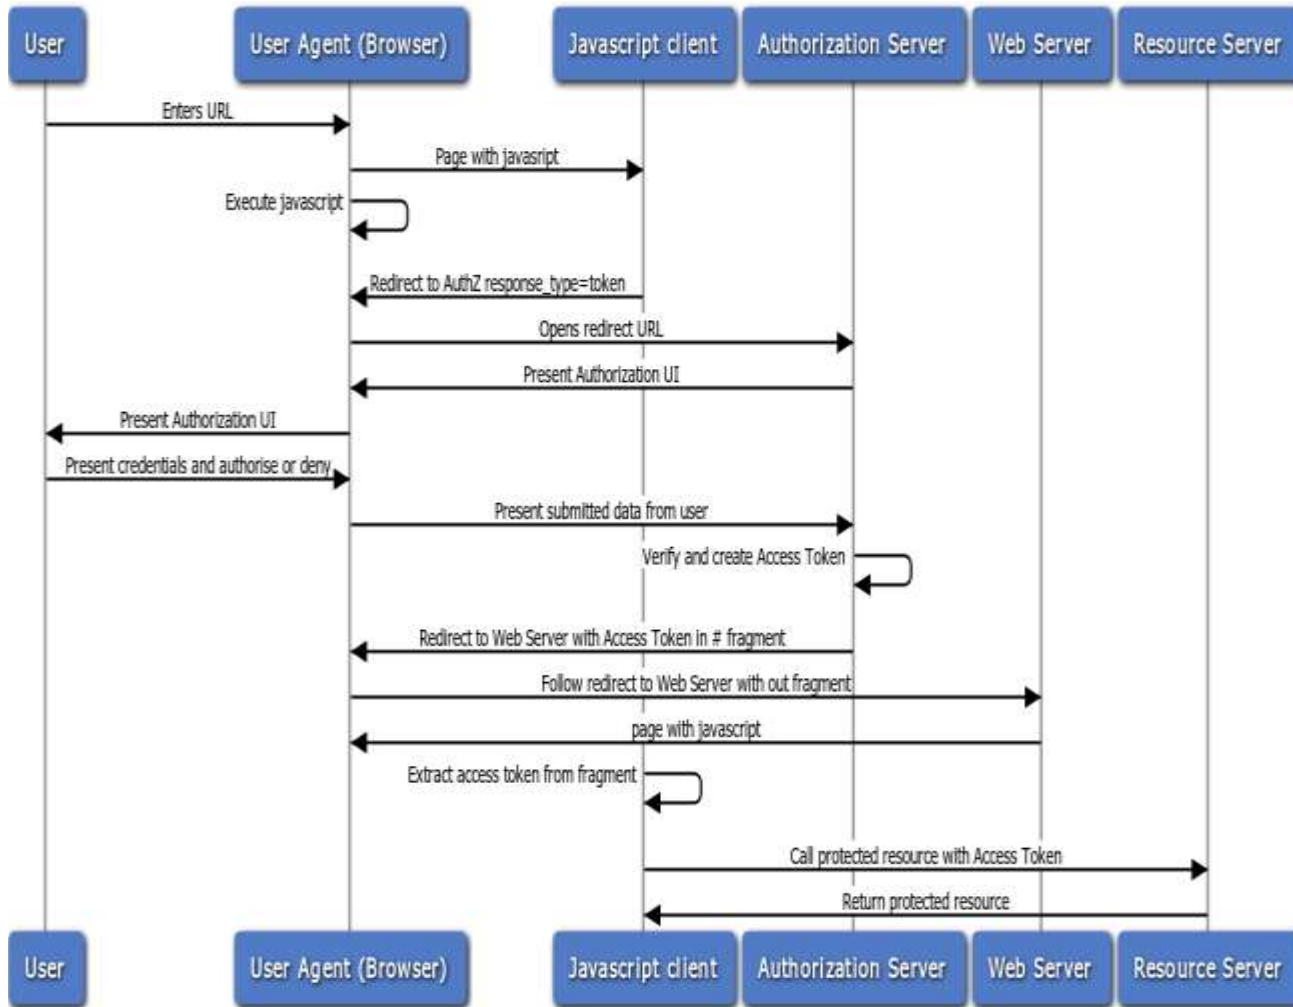 User
User Agent (Browser)
Javascript client
Authorization Server
Web Server
Resource Server
Enters URL
Page with javasript
Execute javascript
Redirect to AuthZ response_type=token
Opens redirect URL
Present Authorization UI
Present Authorization UI
Present credentials and authorise or deny
Present submitted data from user
Verify and create Access Token
Redirect to Web Server with Access Token in # fragment
Follow redirect to Web Server with out fragment
page with javascript
Extract access token from fragment
Call protected resource with Access Token
Return protected resource
User
User Agent (Browser)
Javascript client
Authorization Server
Web Server
Resource Server